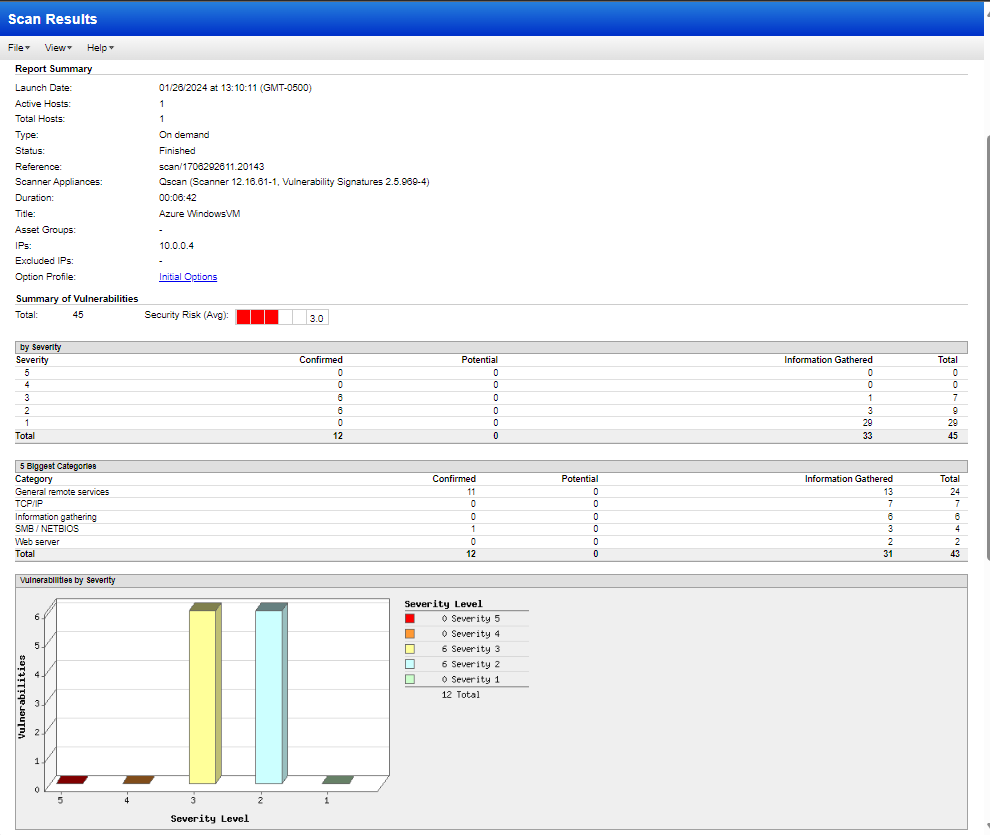 Scan Results
File View Help
Report Summary
Launch Date: 01/26/2024 at 13:10:11 (GMT-0500)
Active Hosts: 1
Total Hosts: 1
Type: On demand
Status: Finished
Reference: scan/1706292611.20143
Scanner Appliances: Qscan (Scanner 12.16.61-1, Vulnerability Signatures 2.5.969-4)
Duration: 00:06:42
Title: Azure WindowsVM
Asset Groups: -
IPs: 10.0.0.4
Excluded IPs: -
Option Profile: Initial Options
Summary of Vulnerabilities
Total: 45 Security Risk (Avg): 3.0
by Severity
Severity Confirmed Potential Information Gathered Total
5 0 0 0 0
4 0 0 0 0
3 6 0 1 7
2 6 0 3 9
1 0 0 29 29
Total 12 0 33 45
5 Biggest Categories
Category Confirmed Potential Information Gathered Total
General remote services 11 0 13 24
TCP/IP 0 0 7 7
Information gathering 0 0 6 6
SMB / NETBIOS 1 0 3 4
Web server 0 0 2 2
Total 12 0 31 43
Vulnerabilities by Severity
6
5
4
3
2
1
0
Vulnerabilities
5 4 3 2 1
Severity Level
Severity Level
0 Severity 5
0 Severity 4
6 Severity 3
6 Severity 2
0 Severity 1
12 Total